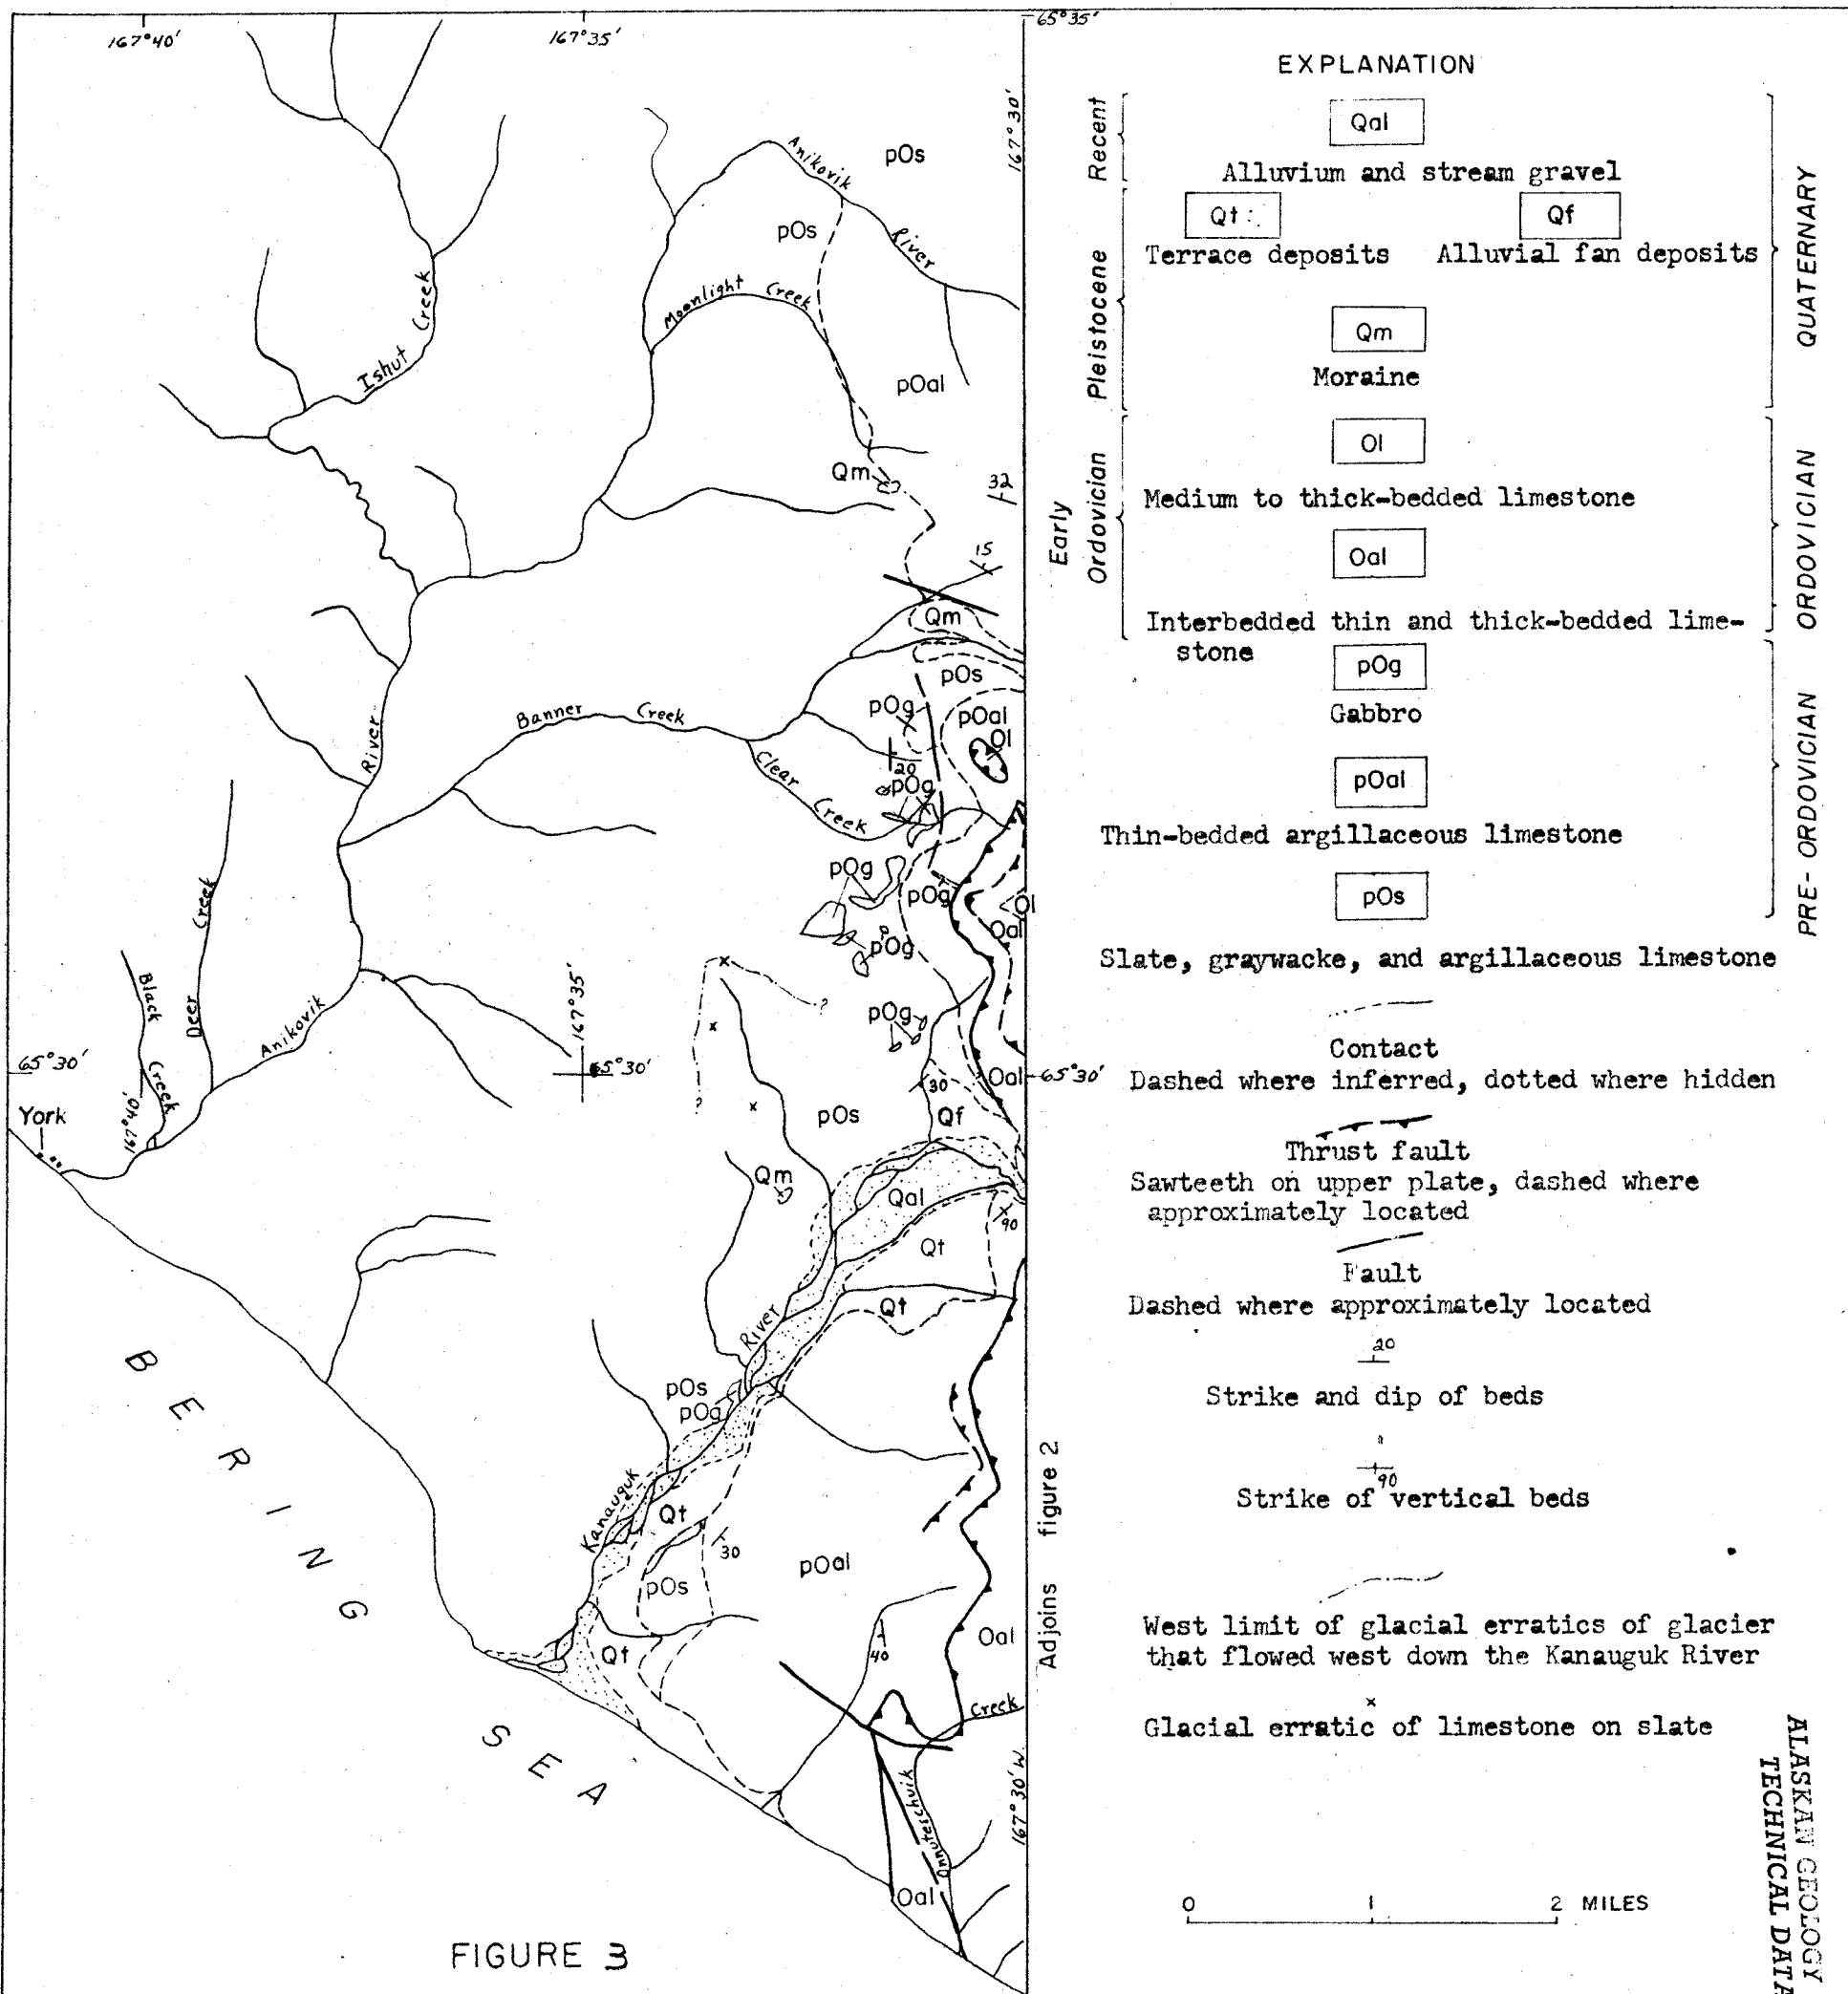 167°40'
167°35'
65°35'
167°30'
Anikovik
River
pOs
pOs
Moonlight Creek
Ishut Creek
pOal
Qm
32
15
Qm
pOs
pOg
pOal
Ol
Banner Creek
20
Clear Creek
pOg
River
pOg
pOg
Ol
Oal
pOg
Deer Creek
Black Creek
Anikovik
167°35'
?
pOg
65°30'
65°30'
Oal
65°30'
30
York
167°40'
?
pOs
Qf
Qm
Qal
90
Qt
Qt
River
pOs
pOg
Kanauguk
Qt
30
pOal
pOs
Qt
40
Oal
Creek
Onnuteschuik
167°30'W.
Oal
BERING
SEA
Adjoins figure 2
FIGURE 3
EXPLANATION
Recent
Qal
Alluvium and stream gravel
Pleistocene
Qt
Qf
Terrace deposits Alluvial fan deposits
Qm
Moraine
QUATERNARY
Early
Ordovician
Ol
Medium to thick-bedded limestone
Oal
Interbedded thin and thick-bedded lime-
stone
ORDOVICIAN
pOg
Gabbro
pOal
Thin-bedded argillaceous limestone
pOs
Slate, graywacke, and argillaceous limestone
PRE-ORDOVICIAN
Contact
Dashed where inferred, dotted where hidden
Thrust fault
Sawteeth on upper plate, dashed where
approximately located
Fault
Dashed where approximately located
20
Strike and dip of beds
90
Strike of vertical beds
West limit of glacial erratics of glacier
that flowed west down the Kanauguk River
x
Glacial erratic of limestone on slate
0 1 2 MILES
ALASKAN GEOLOGY
TECHNICAL DATA